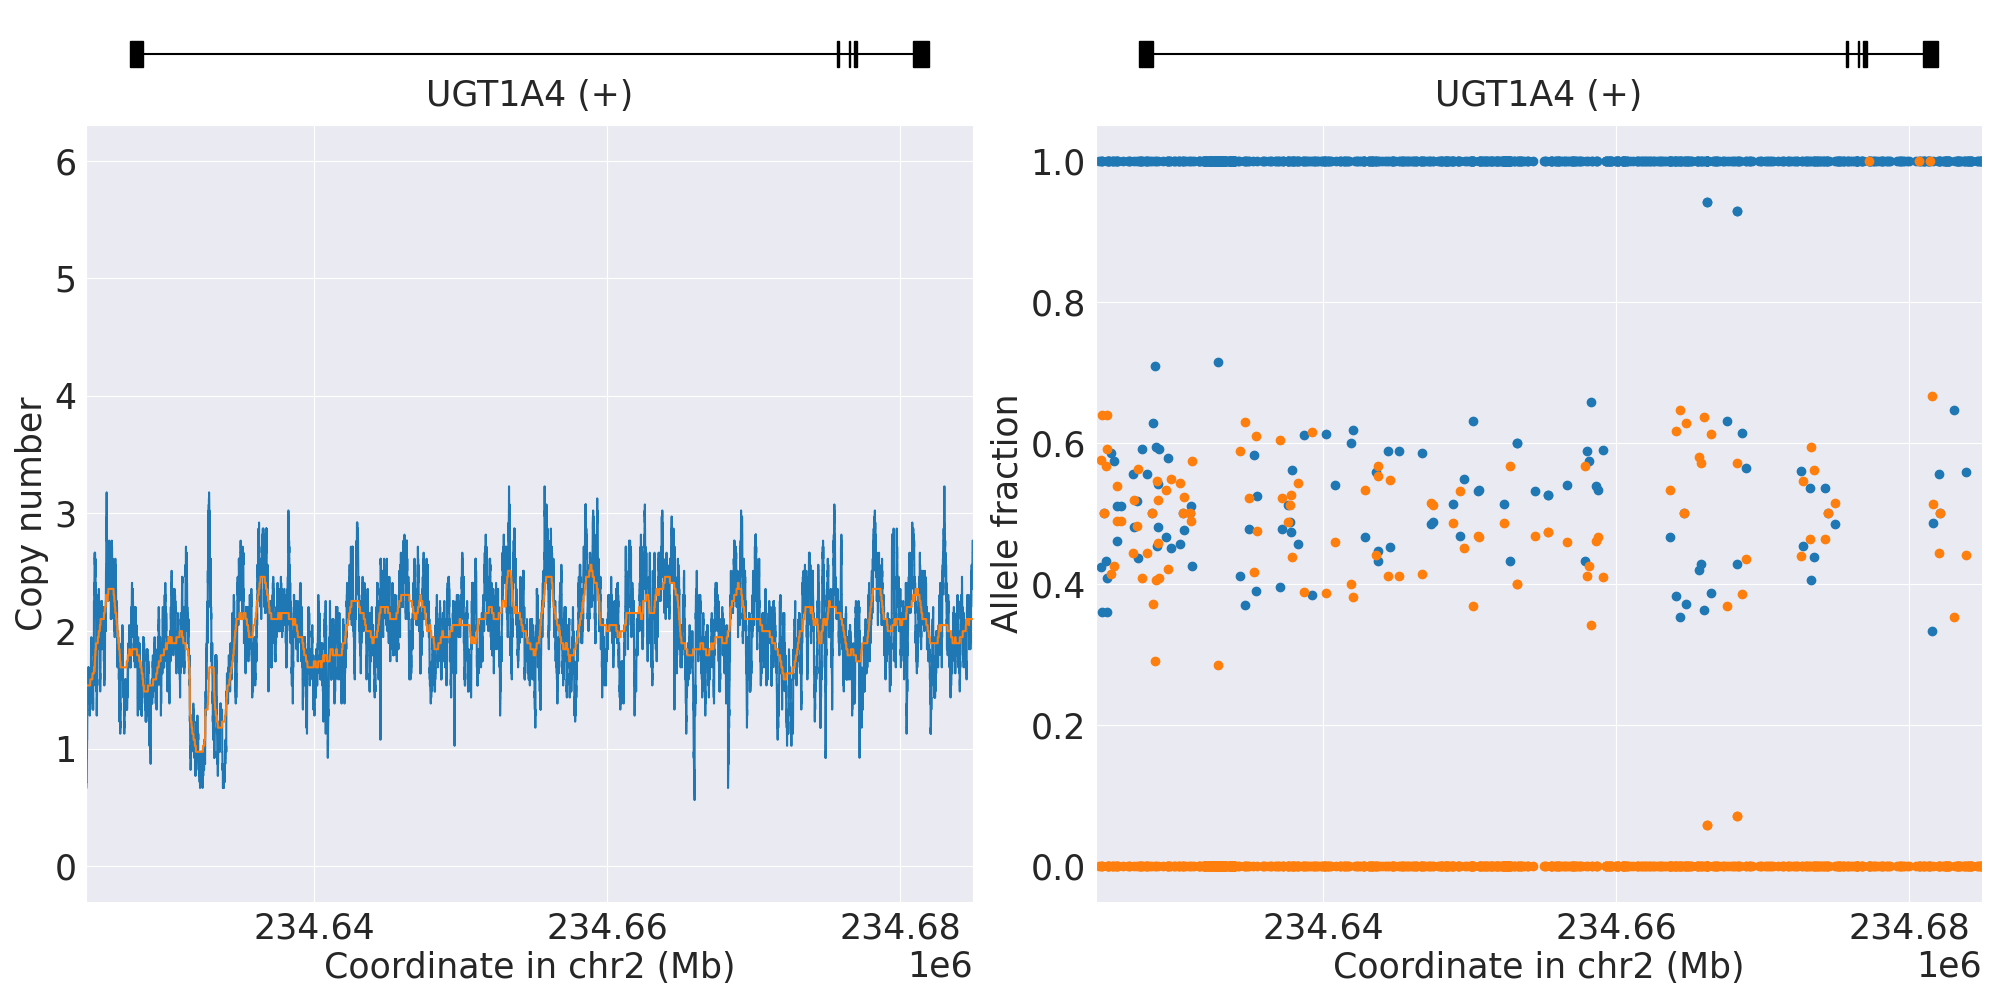 UGT1A4 (+)
6
5
4
3
2
1
0
Copy number
234.64 234.66 234.68
Coordinate in chr2 (Mb) 1e6
UGT1A4 (+)
1.0
0.8
0.6
0.4
0.2
0.0
Allele fraction
234.64 234.66 234.68
Coordinate in chr2 (Mb) 1e6